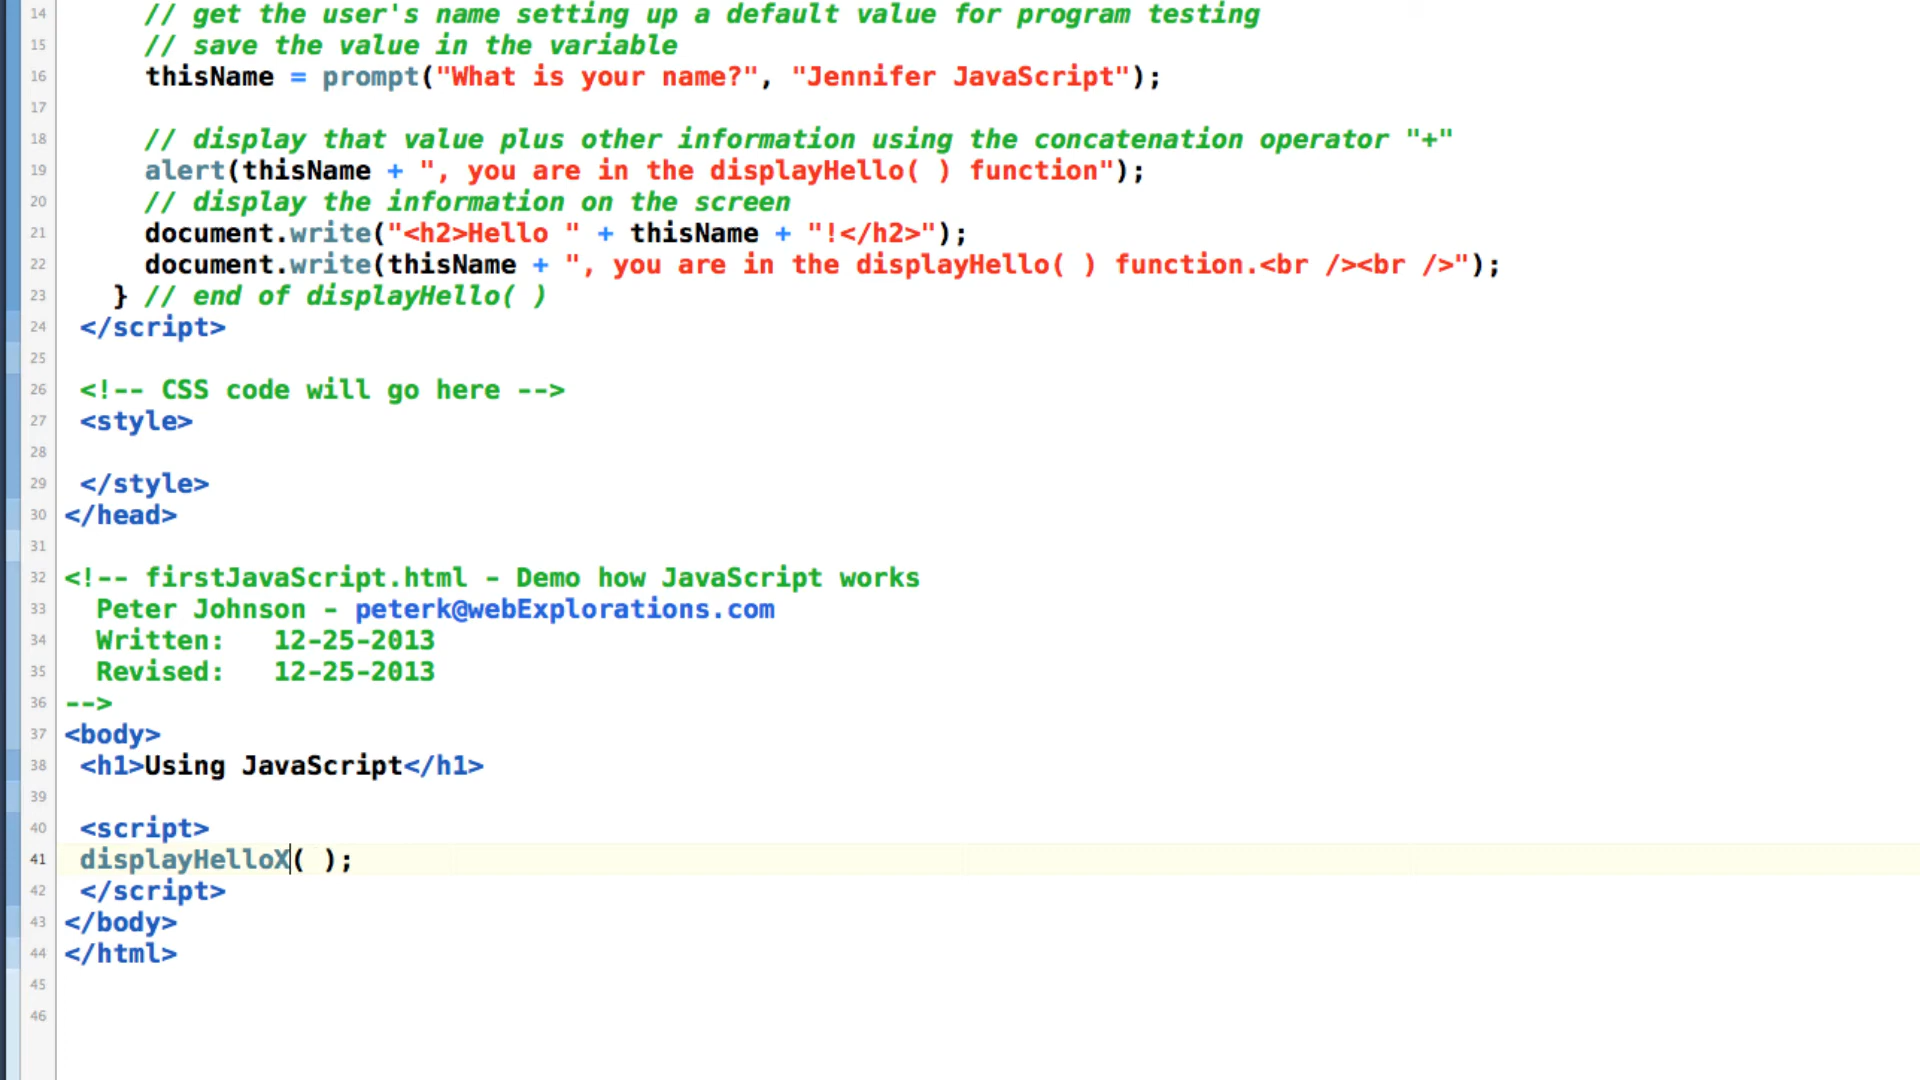 14 // get the user's name setting up a default value for program testing
15 // save the value in the variable
16 thisName = prompt("What is your name?", "Jennifer JavaScript");
17
18 // display that value plus other information using the concatenation operator "+"
19 alert(thisName + ", you are in the displayHello( ) function");
20 // display the information on the screen
21 document.write("<h2>Hello " + thisName + "!</h2>");
22 document.write(thisName + ", you are in the displayHello( ) function.<br /><br />");
23 } // end of displayHello( )
24 </script>
25
26 <!-- CSS code will go here -->
27 <style>
28
29 </style>
30 </head>
31
32 <!-- firstJavaScript.html - Demo how JavaScript works
33 Peter Johnson - peterk@webExplorations.com
34 Written: 12-25-2013
35 Revised: 12-25-2013
36 -->
37 <body>
38 <h1>Using JavaScript</h1>
39
40 <script>
41 displayHelloX( );
42 </script>
43 </body>
44 </html>
45
46